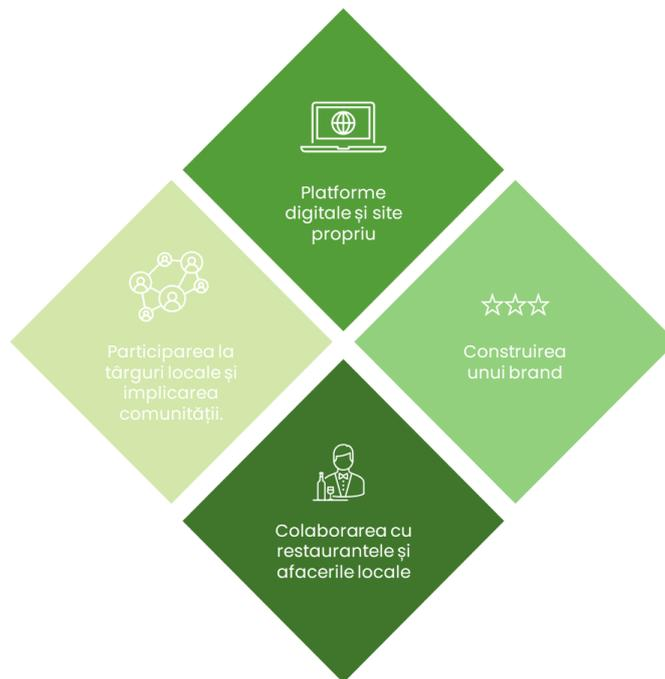 Platforme
digitale și site
propriu
Participarea la
târguri locale și
implicarea
comunității.
Construirea
unui brand
Colaborarea cu
restaurantele și
afacerile locale